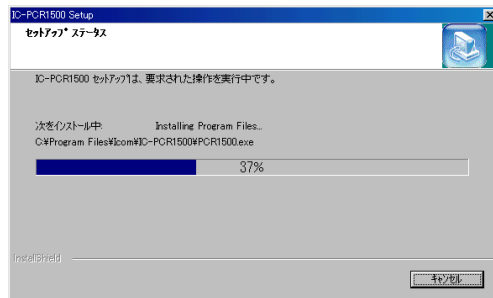 IC-PCR1500 Setup
セットアップ ステータス
IC-PCR1500 セットアップは、要求された操作を実行中です。
次をインストール中: Installing Program Files...
C:¥Program Files¥Icom¥IC-PCR1500¥PCR1500.exe
37%
InstallShield
キャンセル